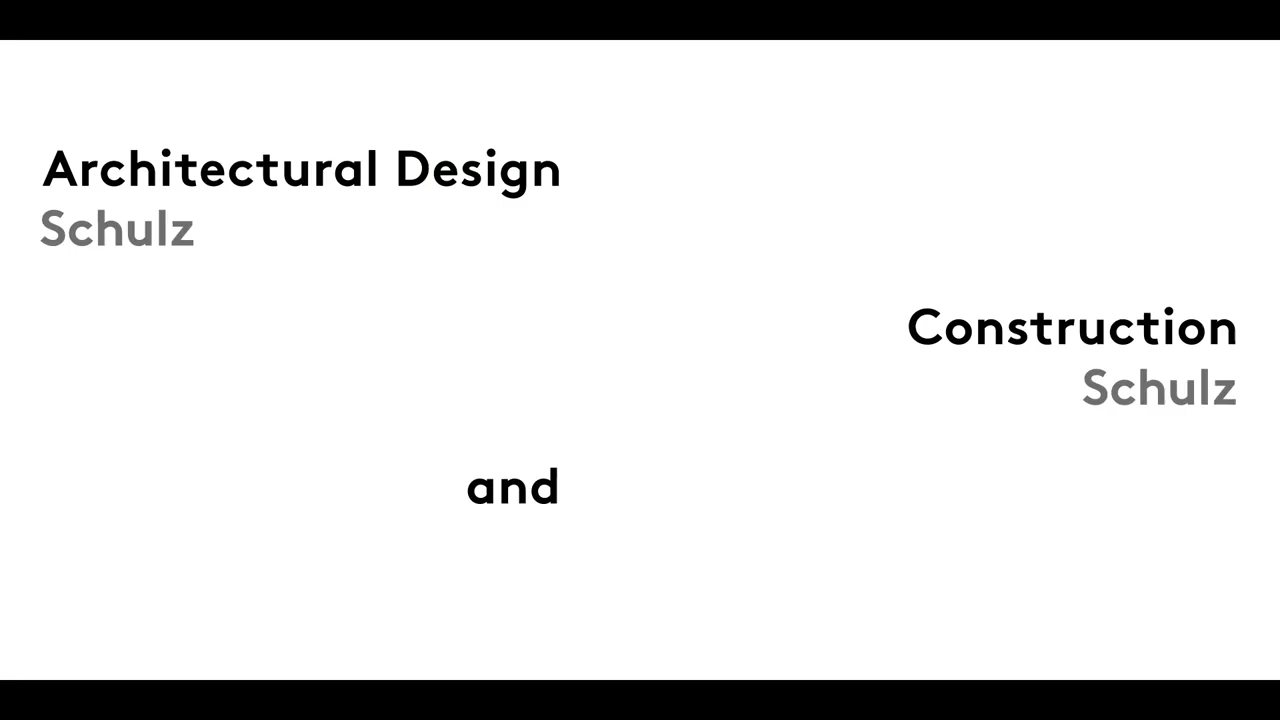 Architectural Design
Schulz
Construction
Schulz
and